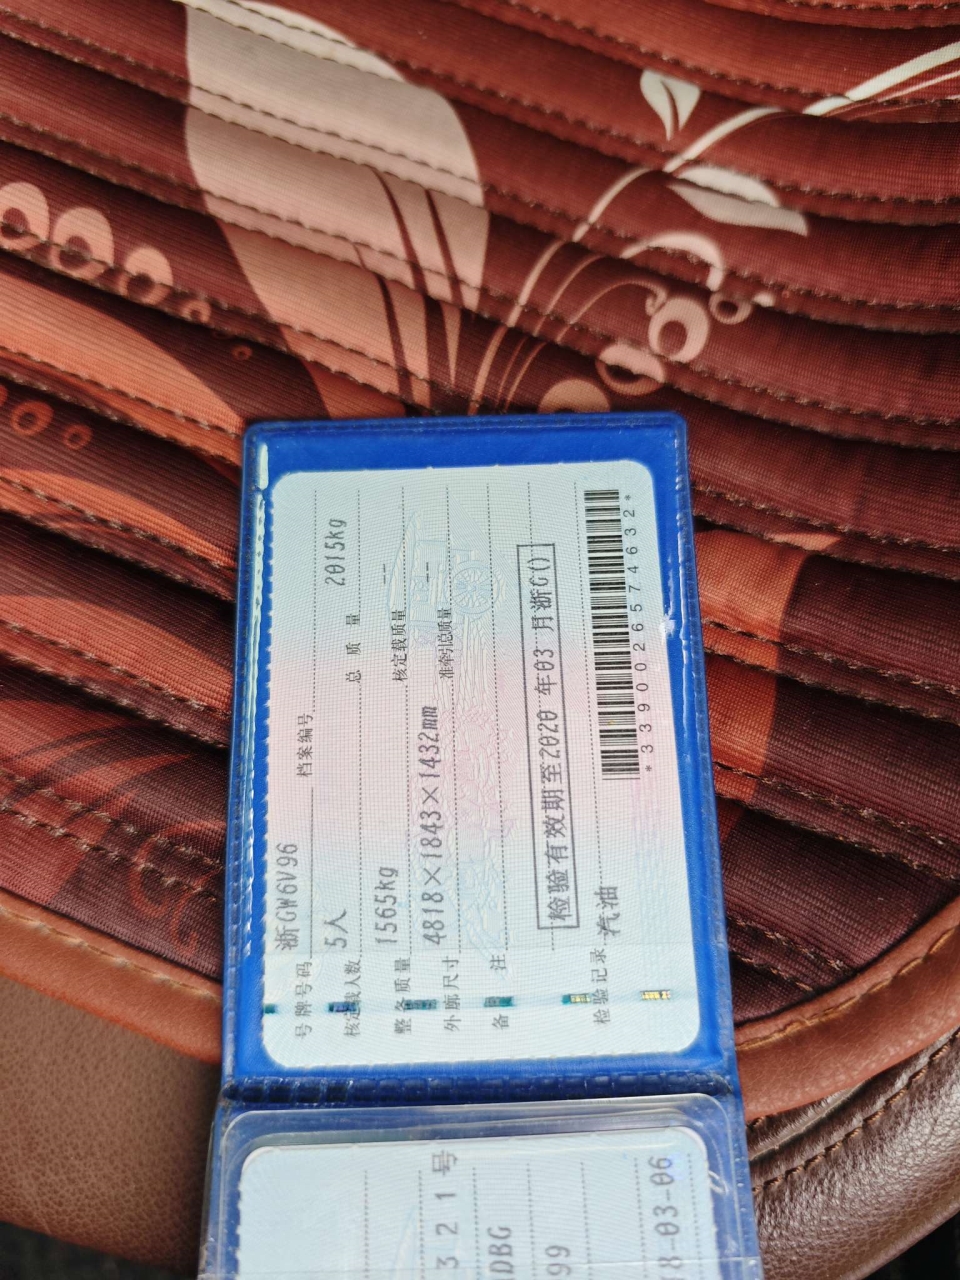 号牌号码 浙GW6V96 档案编号
核定载人数 5人 总质量 2015kg
整备质量 1565kg 核定载质量 --
外廓尺寸 4818×1843×1432mm 准牵引总质量 --
备注
检验有效期至2020年03月浙G()
检验记录 汽油
*3390026574632*
321号
DBG
99
18-03-06